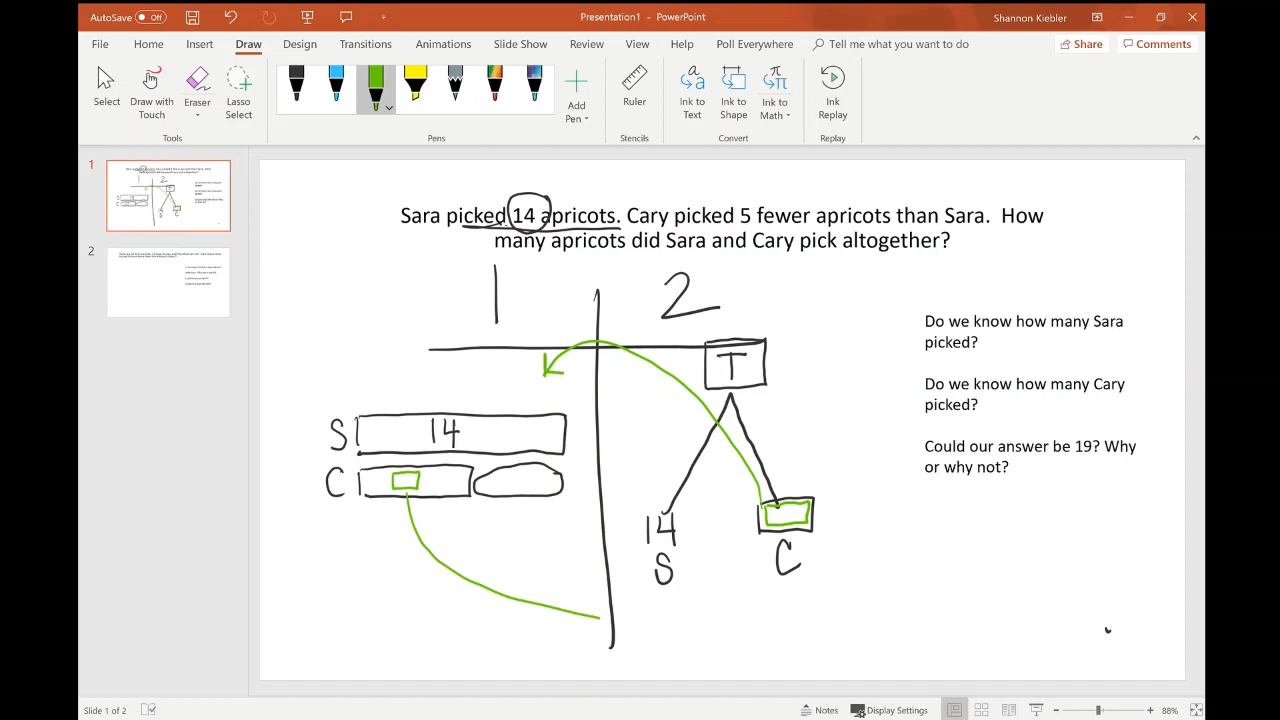 AutoSave Off
Presentation1 - PowerPoint
Shannon Kiebler
File Home Insert Draw Design Transitions Animations Slide Show Review View Help Poll Everywhere Tell me what you want to do Share Comments
Select Draw with Touch Eraser Lasso Select Add Pen Ruler Ink to Text Ink to Shape Ink to Math Ink Replay
Tools Pens Stencils Convert Replay
1
2
Sara picked 14 apricots. Cary picked 5 fewer apricots than Sara. How
many apricots did Sara and Cary pick altogether?
1 2
T
S 14
C
14
S
C
Do we know how many Sara
picked?
Do we know how many Cary
picked?
Could our answer be 19? Why
or why not?
Slide 1 of 2 Notes Display Settings 88%